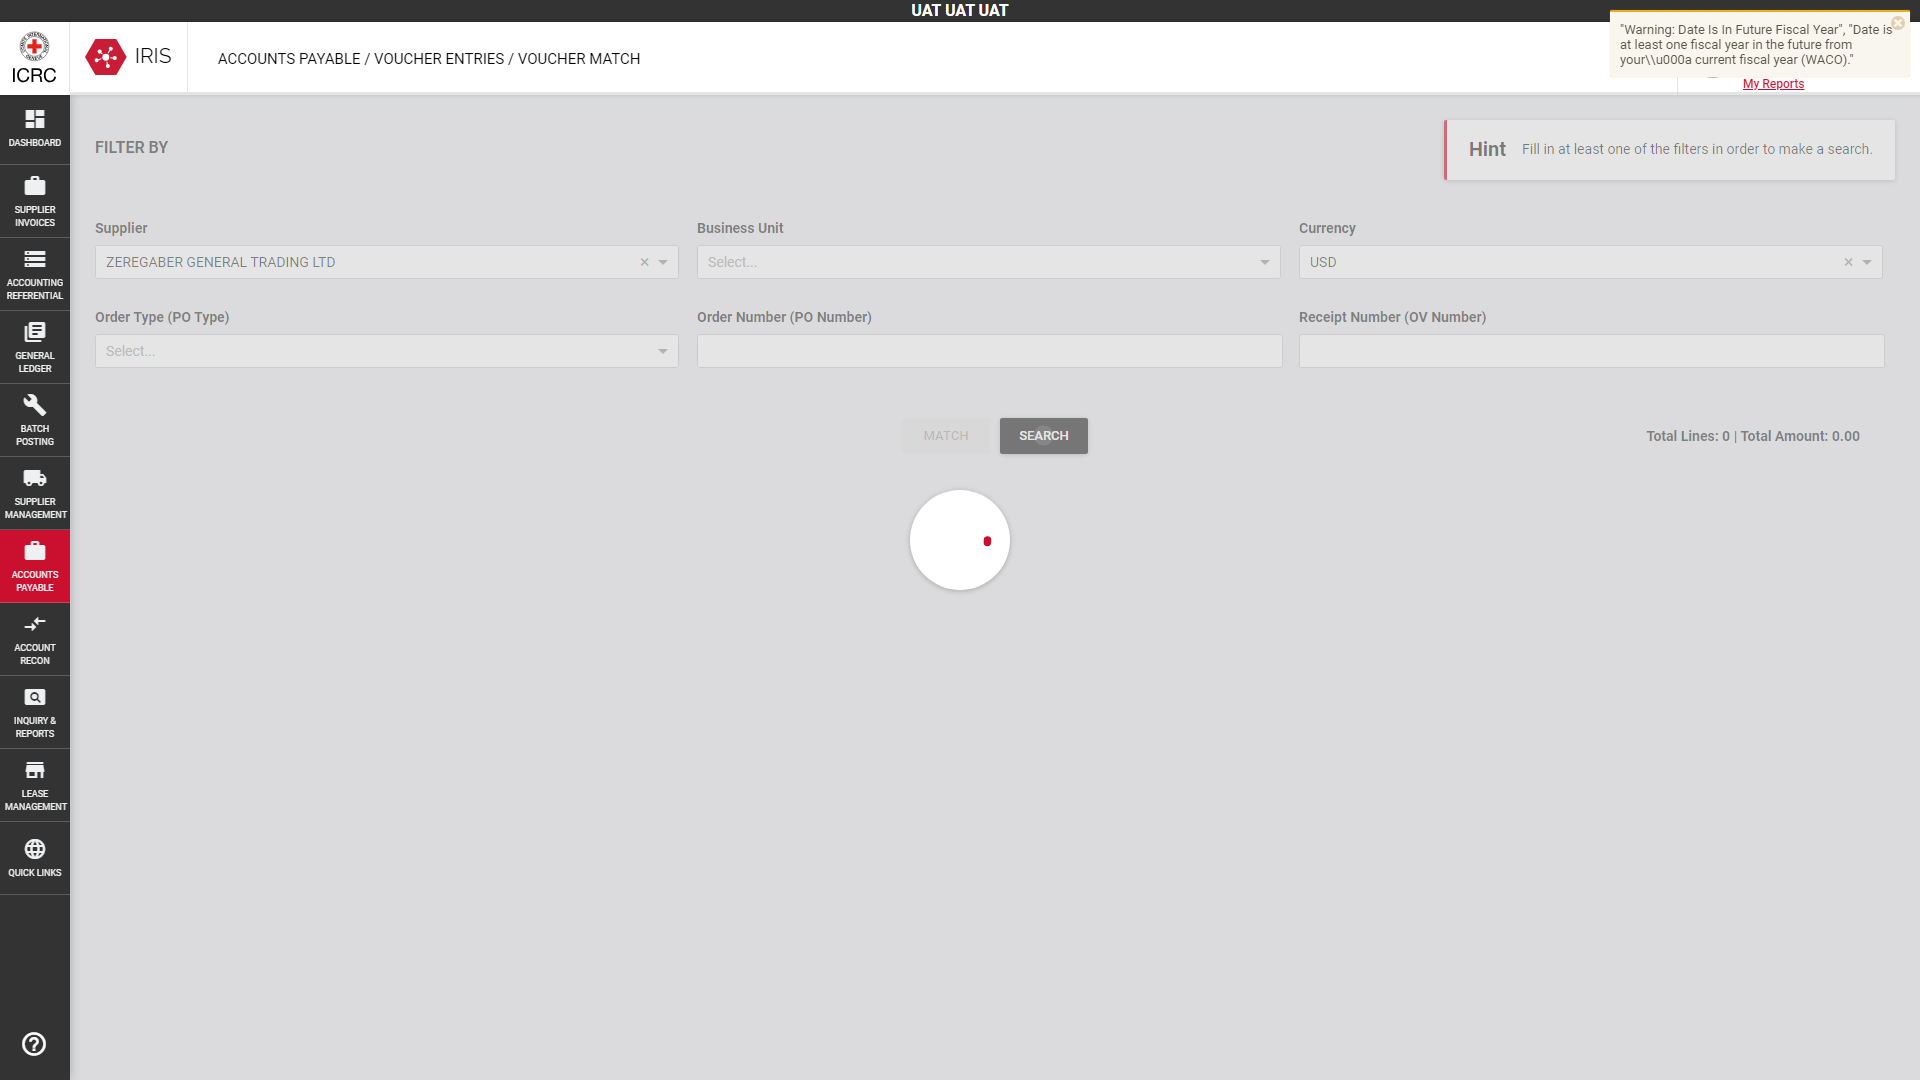 UAT UAT UAT
ICRC
IRIS
ACCOUNTS PAYABLE / VOUCHER ENTRIES / VOUCHER MATCH
"Warning: Date Is In Future Fiscal Year", "Date is
at least one fiscal year in the future from
your\\u000a current fiscal year (WACO)."
My Reports
DASHBOARD
SUPPLIER
INVOICES
ACCOUNTING
REFERENTIAL
GENERAL
LEDGER
BATCH
POSTING
SUPPLIER
MANAGEMENT
ACCOUNTS
PAYABLE
ACCOUNT
RECON
INQUIRY &
REPORTS
LEASE
MANAGEMENT
QUICK LINKS
FILTER BY
Hint Fill in at least one of the filters in order to make a search.
Supplier
ZEREGABER GENERAL TRADING LTD
Business Unit
Select...
Currency
USD
Order Type (PO Type)
Select...
Order Number (PO Number)
Receipt Number (OV Number)
MATCH
SEARCH
Total Lines: 0 | Total Amount: 0.00